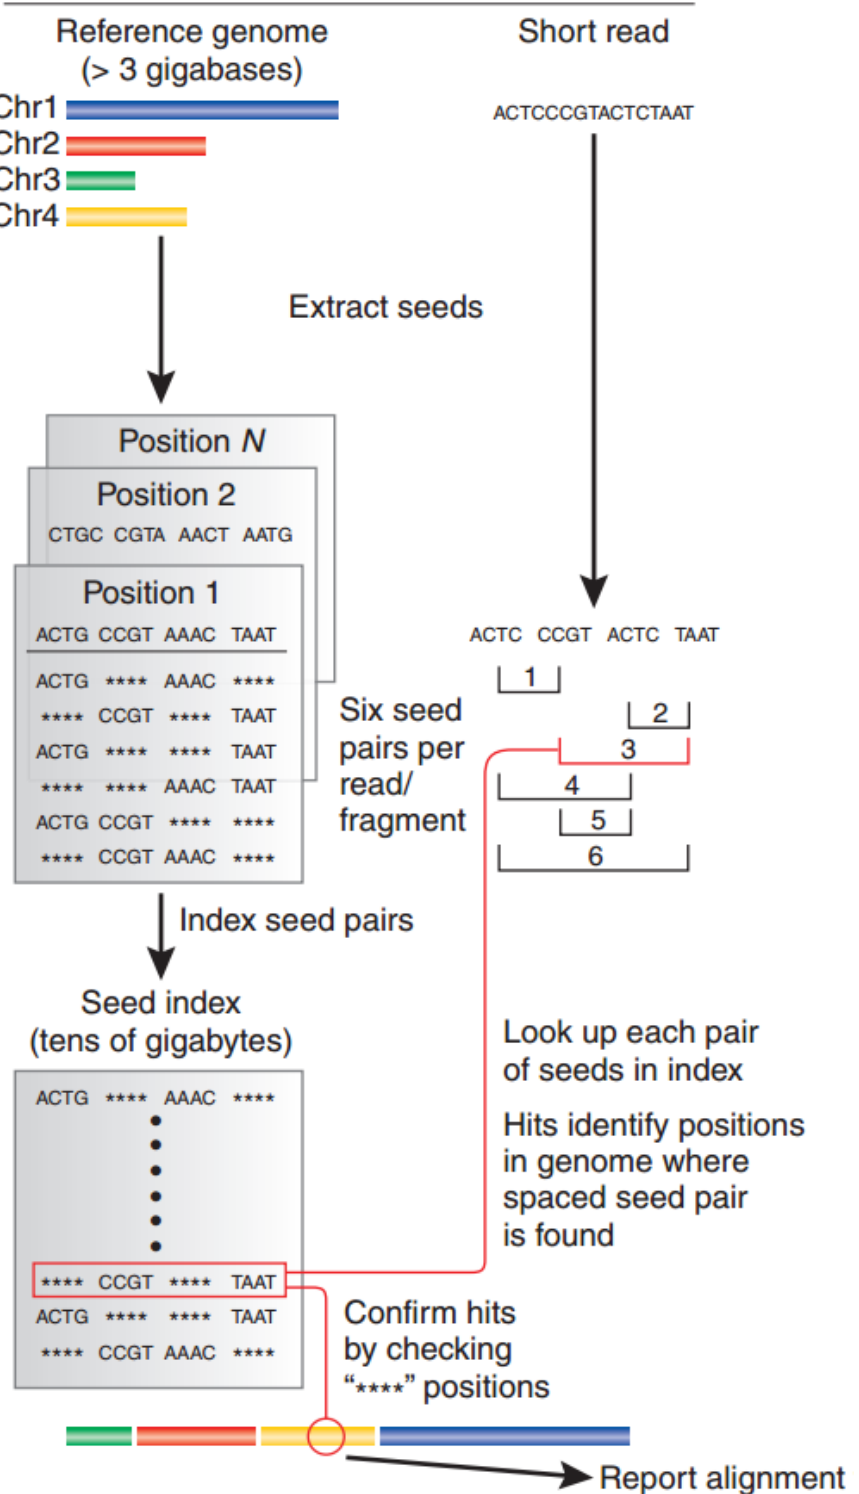 Reference genome
(> 3 gigabases)
Short read
Chr1
Chr2
Chr3
Chr4
ACTCCCGTACTCTAAT
Extract seeds
Position N
Position 2
CTGC CGTA AACT AATG
Position 1
ACTG CCGT AAAC TAAT
ACTG **** AAAC ****
**** CCGT **** TAAT
ACTG **** **** TAAT
**** **** AAAC TAAT
ACTG CCGT **** ****
**** CCGT AAAC ****
ACTC CCGT ACTC TAAT
1
2
3
4
5
6
Six seed
pairs per
read/
fragment
Index seed pairs
Seed index
(tens of gigabytes)
ACTG **** AAAC ****
**** CCGT **** TAAT
ACTG **** **** TAAT
**** CCGT AAAC ****
Look up each pair
of seeds in index
Hits identify positions
in genome where
spaced seed pair
is found
Confirm hits
by checking
“****” positions
Report alignment